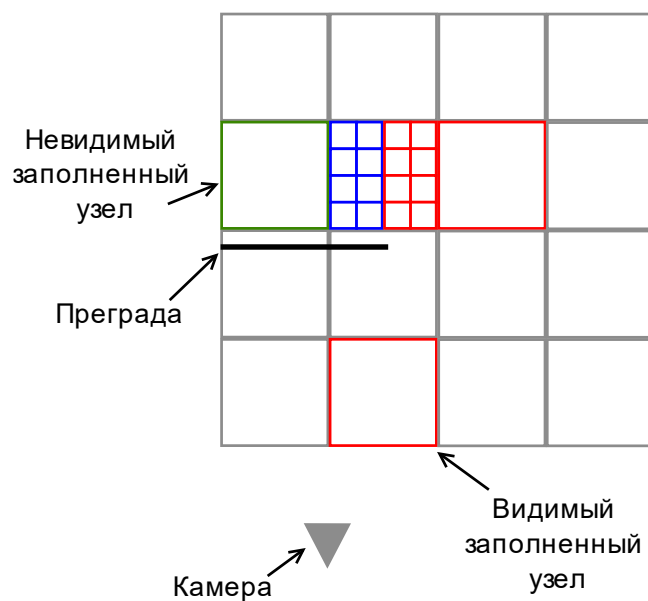 Невидимый
заполненный
узел
Преграда
Видимый
заполненный
узел
Камера